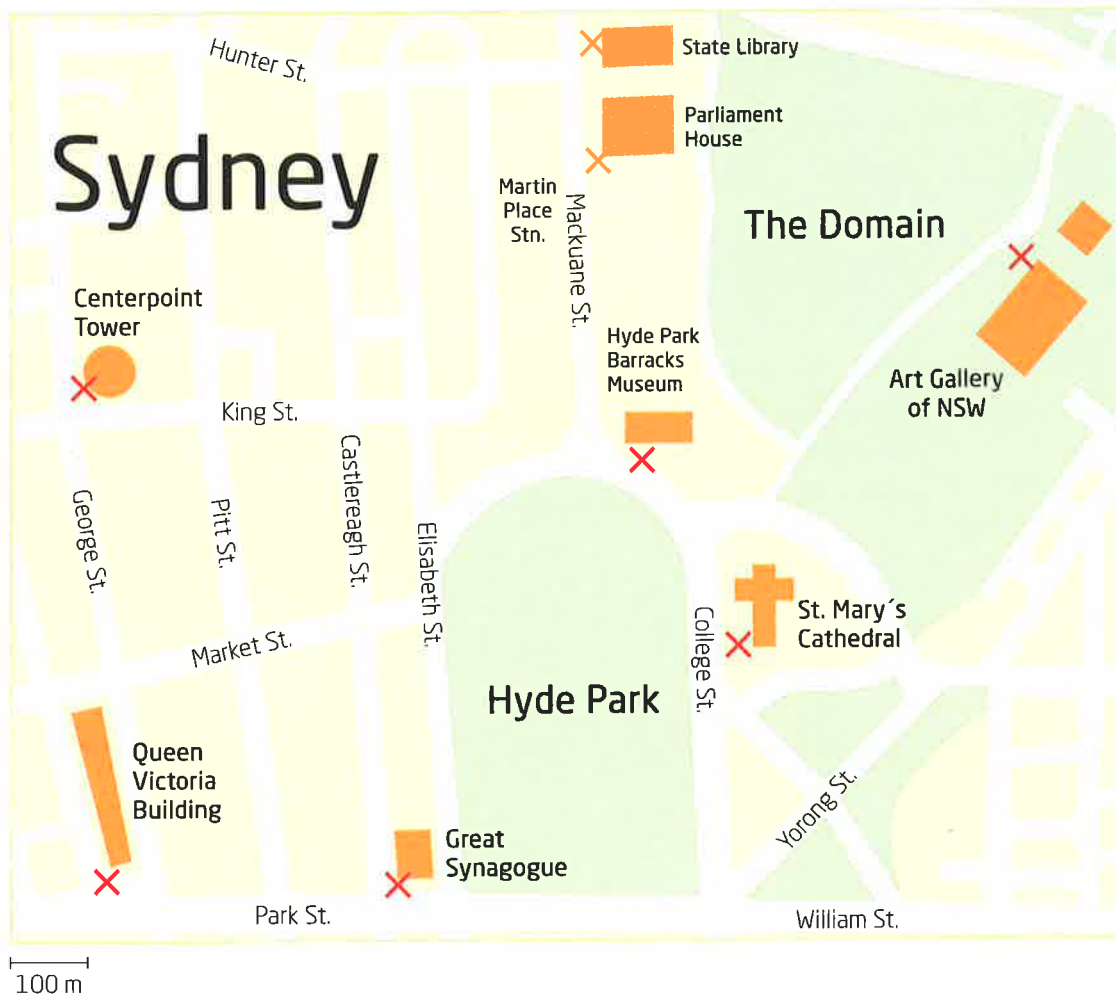 Hunter St.
State Library
Parliament
House
Sydney
Martin
Place
Stn.
Mackuane St.
The Domain
Centerpoint
Tower
Hyde Park
Barracks
Museum
Art Gallery
of NSW
King St.
George St.
Pitt St.
Castlereagh St.
Elisabeth St.
College St.
St. Mary´s
Cathedral
Market St.
Hyde Park
Queen
Victoria
Building
Yorong St.
Great
Synagogue
Park St.
William St.
100 m